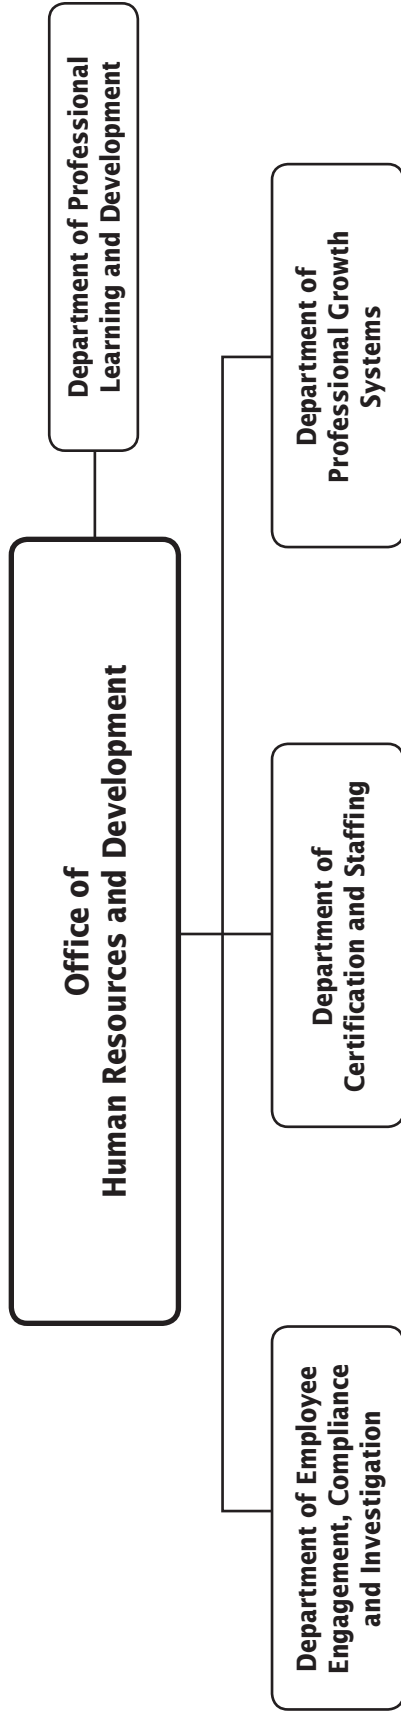 Office of
Human Resources and Development
Department of Professional
Learning and Development
Department of Employee
Engagement, Compliance
and Investigation
Department of
Certification and Staffing
Department of
Professional Growth
Systems